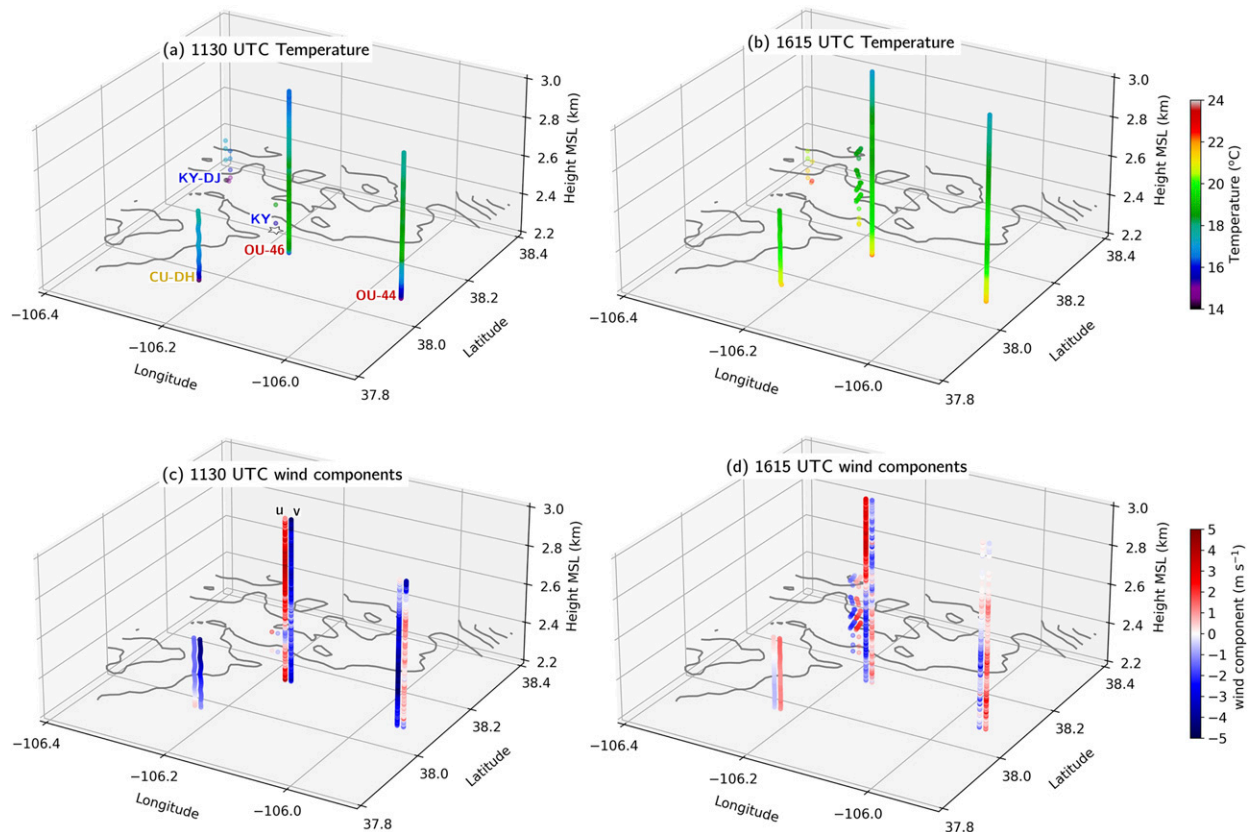 (a) 1130 UTC Temperature
3.0
2.8
2.6
2.4
2.2
Height MSL (km)
KY-DJ
KY
OU-46
CU-DH
OU-44
−106.4
−106.2
−106.0
Longitude
37.8
38.0
38.2
38.4
Latitude
(b) 1615 UTC Temperature
3.0
2.8
2.6
2.4
2.2
Height MSL (km)
−106.4
−106.2
−106.0
Longitude
37.8
38.0
38.2
38.4
Latitude
24
22
20
18
16
14
Temperature (°C)
(c) 1130 UTC wind components
u v
3.0
2.8
2.6
2.4
2.2
Height MSL (km)
−106.4
−106.2
−106.0
Longitude
37.8
38.0
38.2
38.4
Latitude
(d) 1615 UTC wind components
3.0
2.8
2.6
2.4
2.2
Height MSL (km)
−106.4
−106.2
−106.0
Longitude
37.8
38.0
38.2
38.4
Latitude
5
4
3
2
1
0
−1
−2
−3
−4
−5
wind component (m s⁻¹)